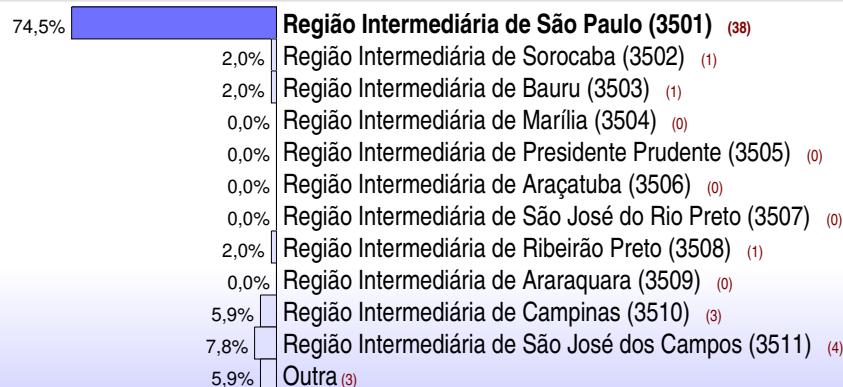 74,5% Região Intermediária de São Paulo (3501) (38)
2,0% Região Intermediária de Sorocaba (3502) (1)
2,0% Região Intermediária de Bauru (3503) (1)
0,0% Região Intermediária de Marília (3504) (0)
0,0% Região Intermediária de Presidente Prudente (3505) (0)
0,0% Região Intermediária de Araçatuba (3506) (0)
0,0% Região Intermediária de São José do Rio Preto (3507) (0)
2,0% Região Intermediária de Ribeirão Preto (3508) (1)
0,0% Região Intermediária de Araraquara (3509) (0)
5,9% Região Intermediária de Campinas (3510) (3)
7,8% Região Intermediária de São José dos Campos (3511) (4)
5,9% Outra (3)